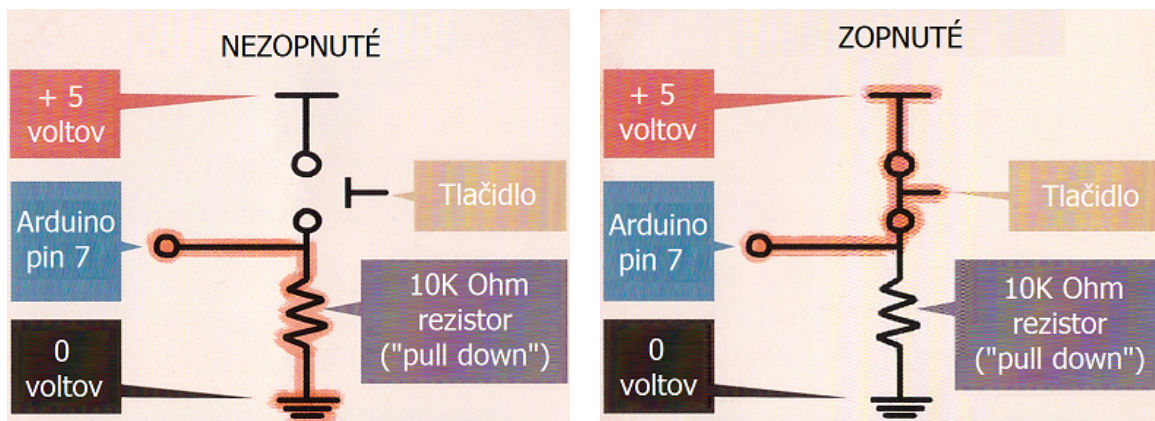 NEZOPNUTÉ
+ 5
voltov
Tlačidlo
Arduino
pin 7
10K Ohm
rezistor
("pull down")
0
voltov
ZOPNUTÉ
+ 5
voltov
Tlačidlo
Arduino
pin 7
10K Ohm
rezistor
("pull down")
0
voltov